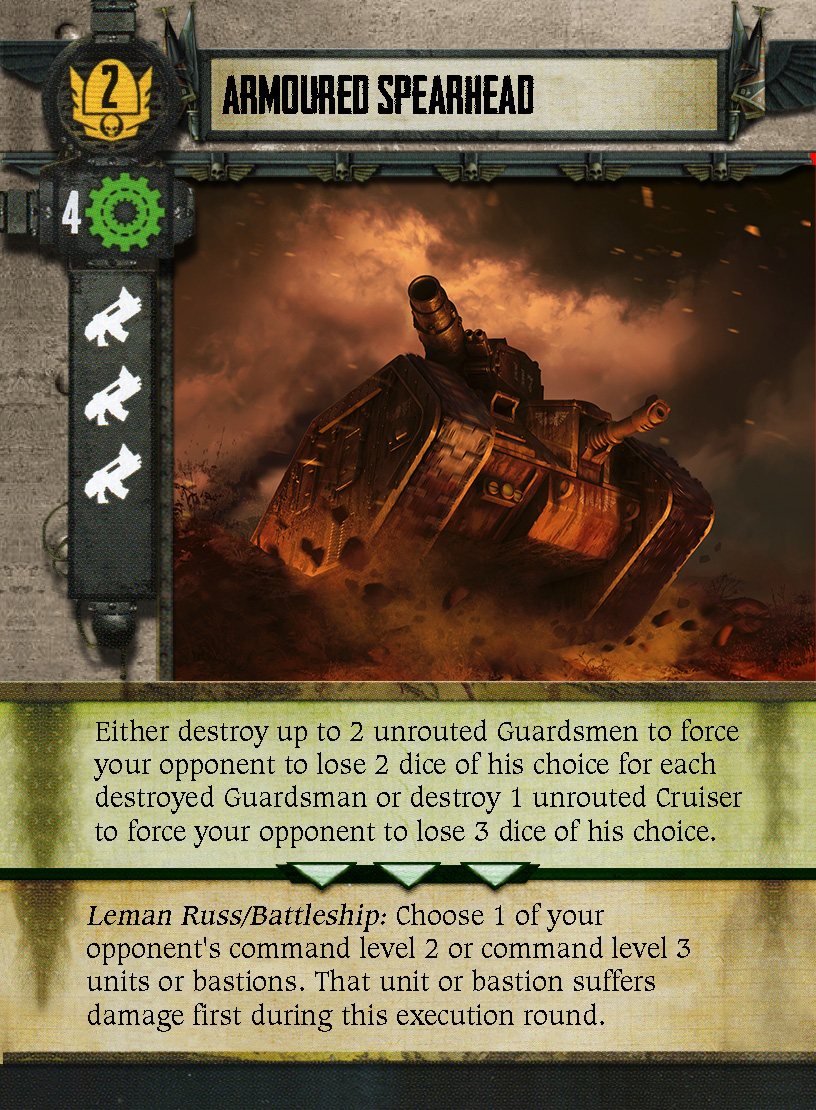 2
ARMOURED SPEARHEAD
4
Either destroy up to 2 unrouted Guardsmen to force
your opponent to lose 2 dice of his choice for each
destroyed Guardsman or destroy 1 unrouted Cruiser
to force your opponent to lose 3 dice of his choice.
Leman Russ/Battleship: Choose 1 of your
opponent's command level 2 or command level 3
units or bastions. That unit or bastion suffers
damage first during this execution round.